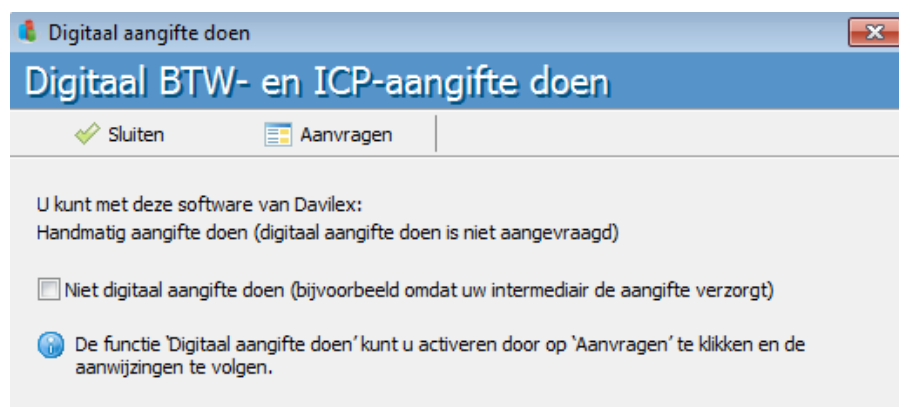 Digitaal aangifte doen
Digitaal BTW- en ICP-aangifte doen
Sluiten Aanvragen
U kunt met deze software van Davilex:
Handmatig aangifte doen (digitaal aangifte doen is niet aangevraagd)
Niet digitaal aangifte doen (bijvoorbeeld omdat uw intermediair de aangifte verzorgt)
De functie 'Digitaal aangifte doen' kunt u activeren door op 'Aanvragen' te klikken en de
aanwijzingen te volgen.